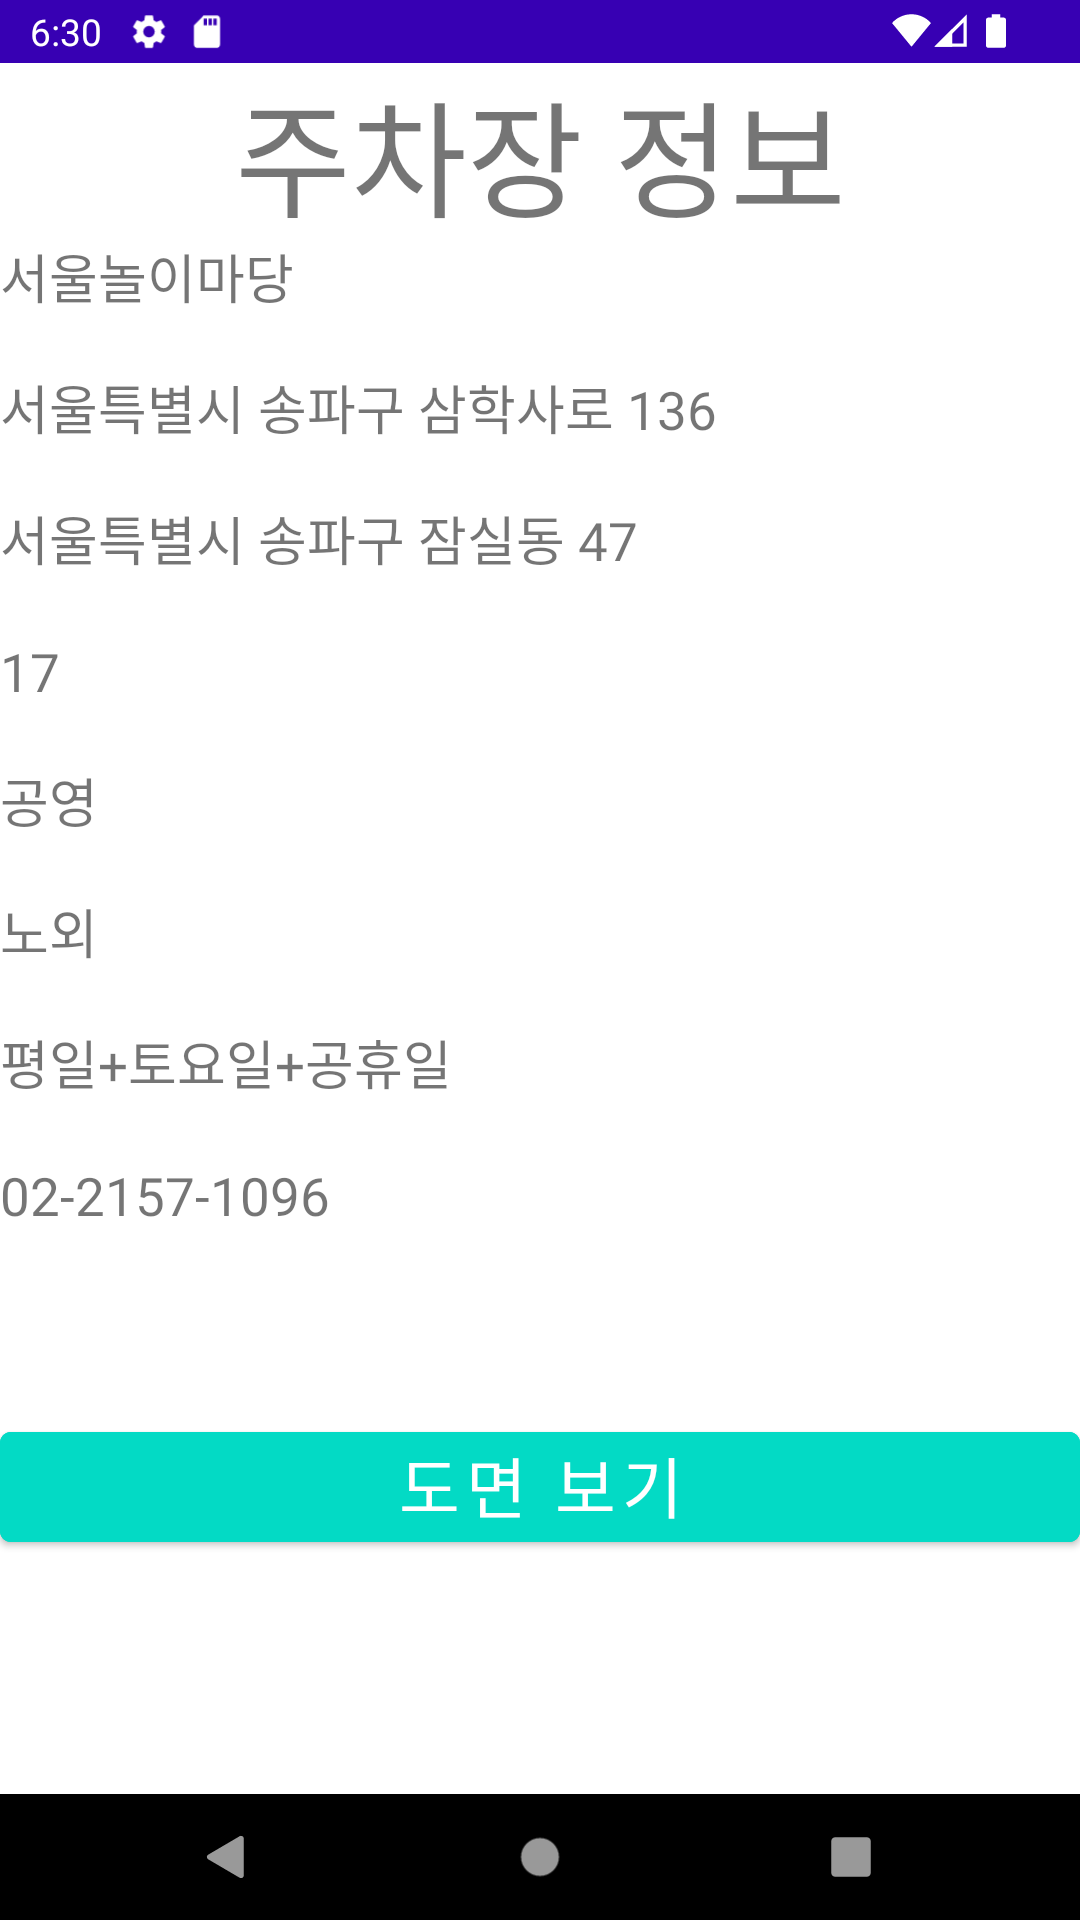 6:30
주차장 정보
서울놀이마당
서울특별시 송파구 삼학사로 136
서울특별시 송파구 잠실동 47
17
공영
노외
평일+토요일+공휴일
02-2157-1096
도면 보기